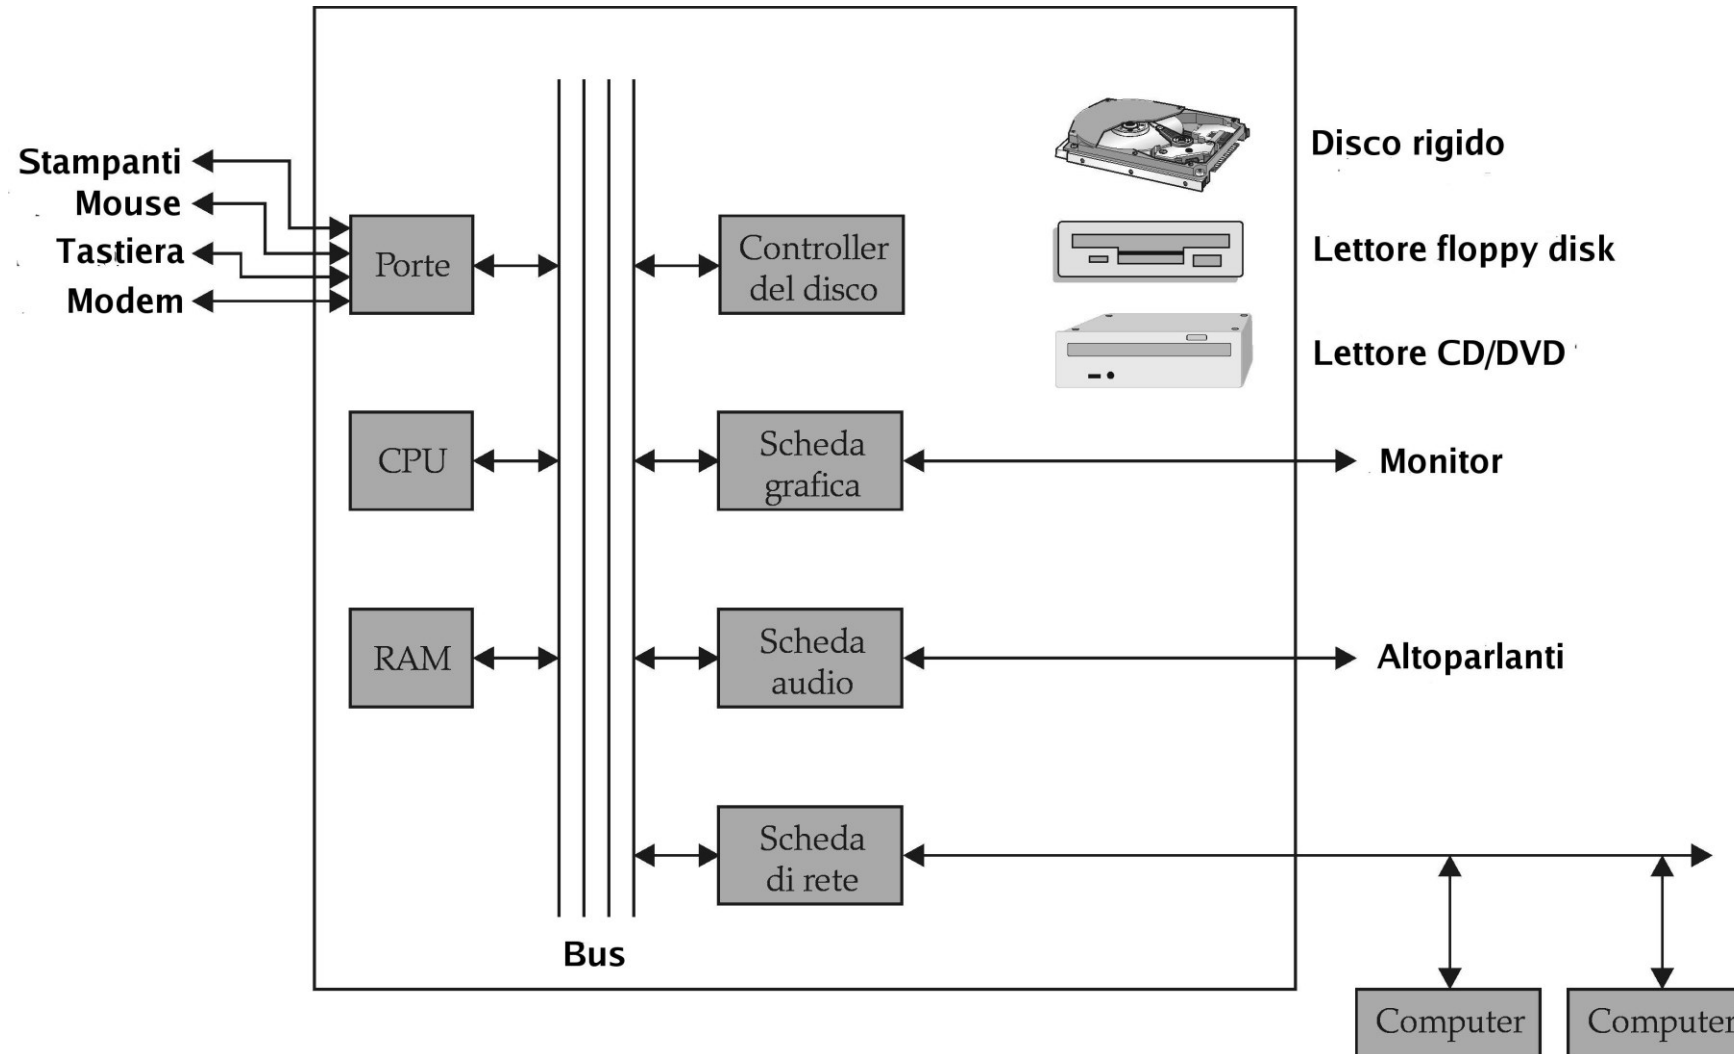 Stampanti
Mouse
Tastiera
Modem
Porte
CPU
RAM
Bus
Controller
del disco
Scheda
grafica
Scheda
audio
Scheda
di rete
Disco rigido
Lettore floppy disk
Lettore CD/DVD
Monitor
Altoparlanti
Computer
Computer